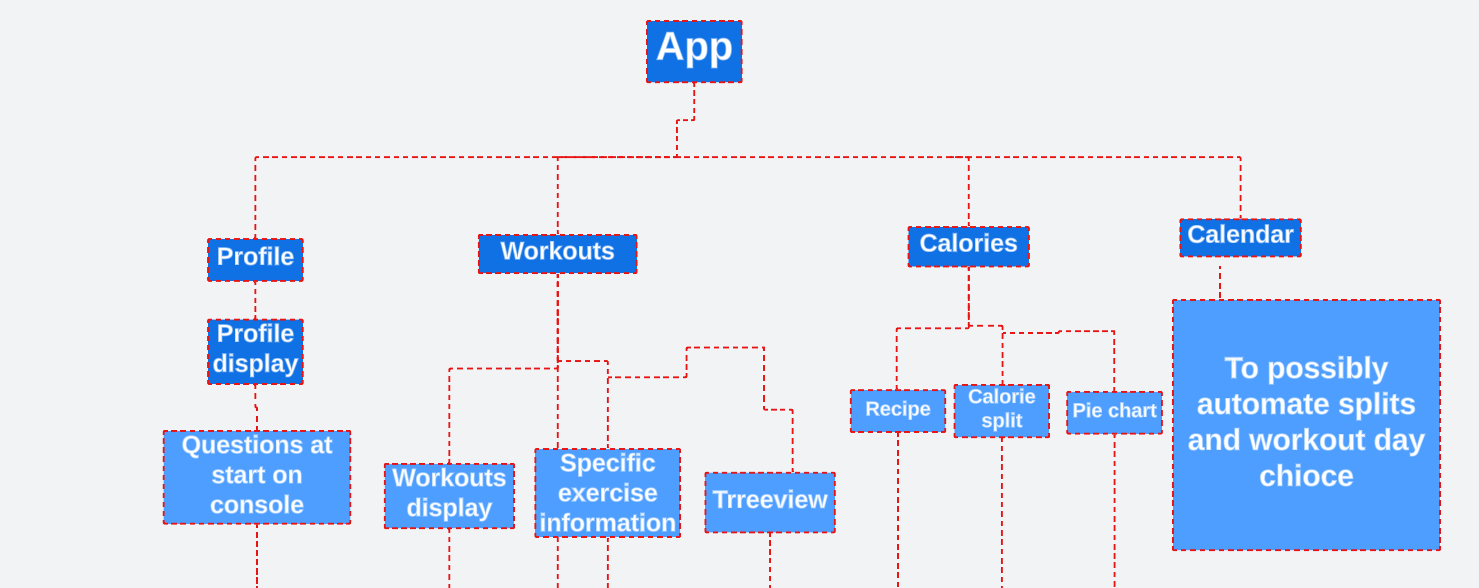 App
Profile
Workouts
Calories
Calendar
Profile
display
Questions at
start on
console
Workouts
display
Specific
exercise
information
Trreeview
Recipe
Calorie
split
Pie chart
To possibly
automate splits
and workout day
chioce